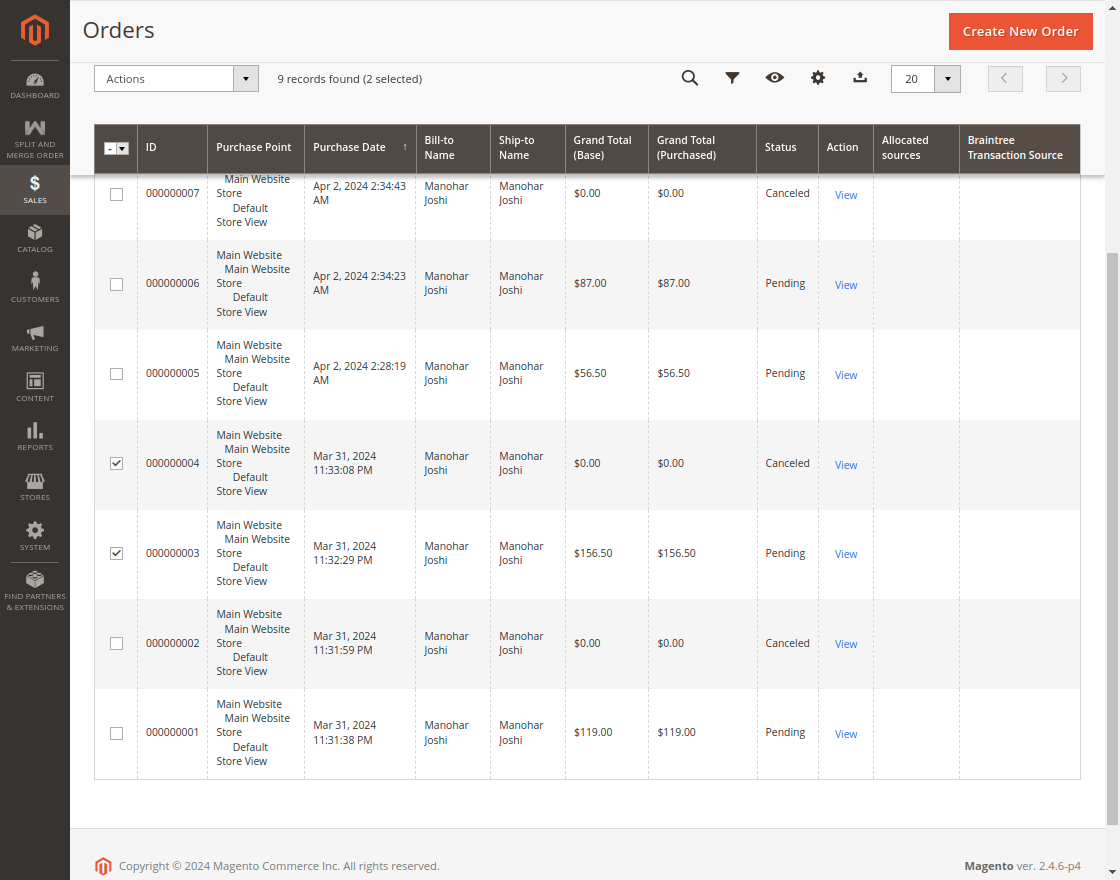 Orders
Create New Order
Actions
9 records found (2 selected)
20
DASHBOARD
SPLIT AND
MERGE ORDER
SALES
CATALOG
CUSTOMERS
MARKETING
CONTENT
REPORTS
STORES
SYSTEM
FIND PARTNERS
& EXTENSIONS
-
ID
Purchase Point
Purchase Date ↑
Bill-to
Name
Ship-to
Name
Grand Total
(Base)
Grand Total
(Purchased)
Status
Action
Allocated
sources
Braintree
Transaction Source
000000007
Main Website
Store
Default
Store View
Apr 2, 2024 2:34:43
AM
Manohar
Joshi
Manohar
Joshi
$0.00
$0.00
Canceled
View
000000006
Main Website
Main Website
Store
Default
Store View
Apr 2, 2024 2:34:23
AM
Manohar
Joshi
Manohar
Joshi
$87.00
$87.00
Pending
View
000000005
Main Website
Main Website
Store
Default
Store View
Apr 2, 2024 2:28:19
AM
Manohar
Joshi
Manohar
Joshi
$56.50
$56.50
Pending
View
000000004
Main Website
Main Website
Store
Default
Store View
Mar 31, 2024
11:33:08 PM
Manohar
Joshi
Manohar
Joshi
$0.00
$0.00
Canceled
View
000000003
Main Website
Main Website
Store
Default
Store View
Mar 31, 2024
11:32:29 PM
Manohar
Joshi
Manohar
Joshi
$156.50
$156.50
Pending
View
000000002
Main Website
Main Website
Store
Default
Store View
Mar 31, 2024
11:31:59 PM
Manohar
Joshi
Manohar
Joshi
$0.00
$0.00
Canceled
View
000000001
Main Website
Main Website
Store
Default
Store View
Mar 31, 2024
11:31:38 PM
Manohar
Joshi
Manohar
Joshi
$119.00
$119.00
Pending
View
Copyright © 2024 Magento Commerce Inc. All rights reserved.
Magento ver. 2.4.6-p4